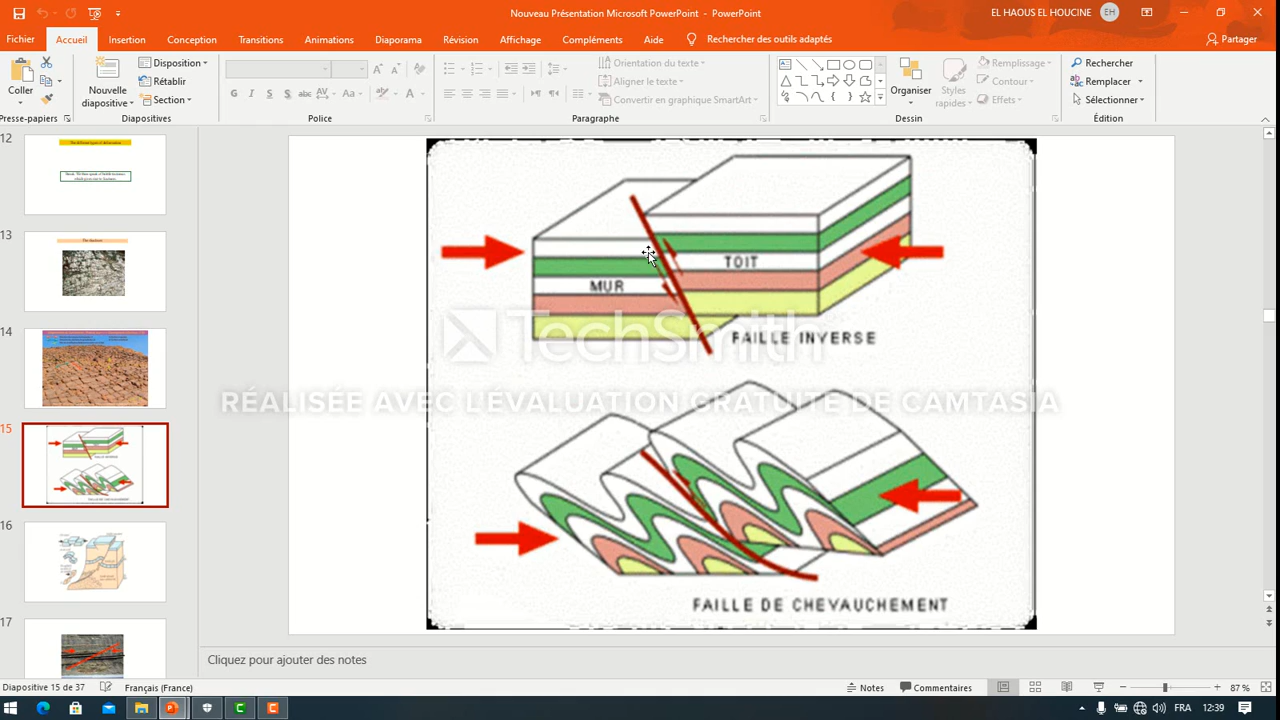 Nouveau Présentation Microsoft PowerPoint - PowerPoint
EL HAOUS EL HOUCINE EH
Fichier Accueil Insertion Conception Transitions Animations Diaporama Révision Affichage Compléments Aide Rechercher des outils adaptés Partager
Coller
Nouvelle diapositive
Disposition
Rétablir
Section
G I S S abc AV Aa A
Orientation du texte
Aligner le texte
Convertir en graphique SmartArt
Organiser
Styles rapides
Remplissage
Contour
Effets
Rechercher
Remplacer
Sélectionner
Presse-papiers Diapositives Police Paragraphe Dessin Édition
12
13
14
15
16
17
TOIT
MUR
FAILLE INVERSE
TechSmith
RÉALISÉE AVEC L'ÉVALUATION GRATUITE DE CAMTASIA
FAILLE DE CHEVAUCHEMENT
Cliquez pour ajouter des notes
Diapositive 15 de 37 Français (France) Notes Commentaires 87 %
FRA 12:39